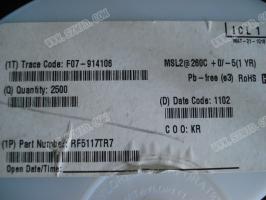 ICL1
(1T) Trace Code: F07-914106
MSL2@260C +0/-5(1 YR)
Pb-free (e3) RoHS
(Q) Quantity: 2500
(D) Date Code: 1102
C O O: KR
(1P) Part Number: RF5117TR7
Open Date/Time: